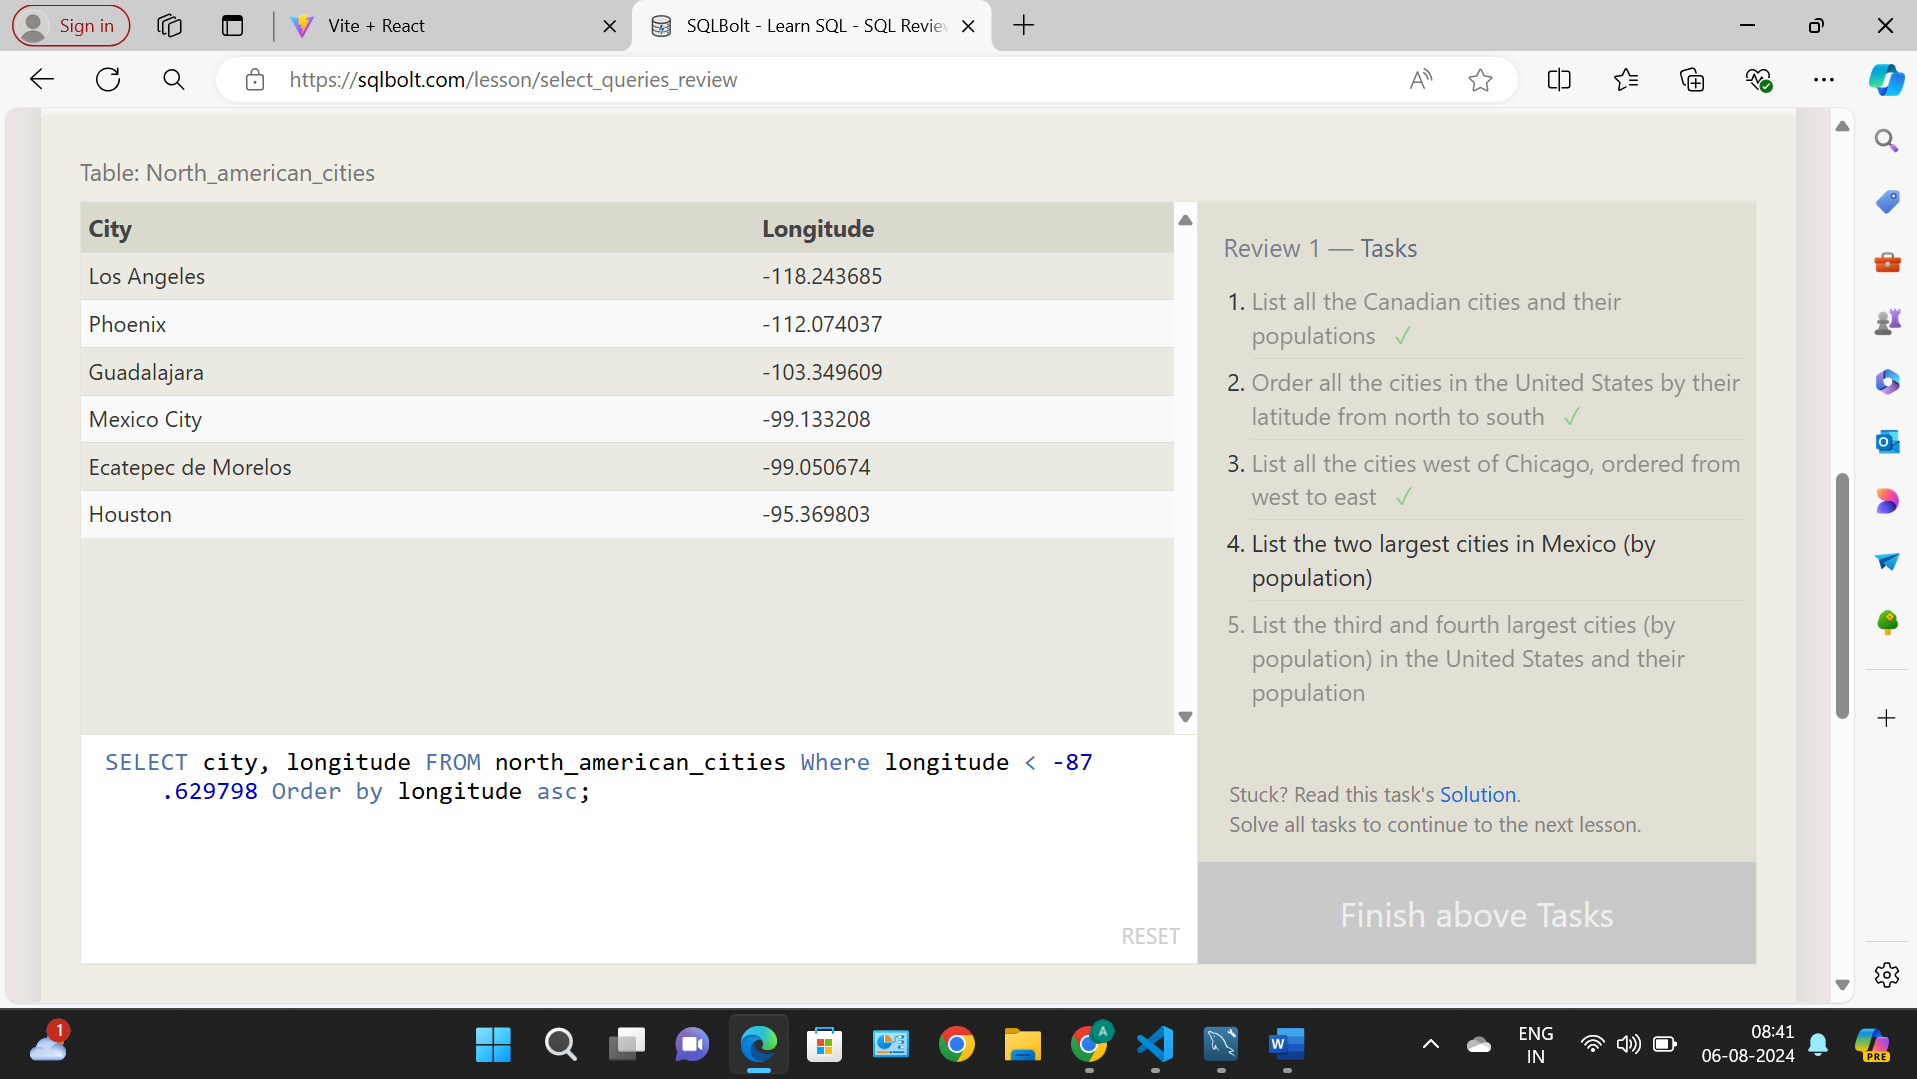 Sign in
Vite + React
SQLBolt - Learn SQL - SQL Review
https://sqlbolt.com/lesson/select_queries_review
Table: North_american_cities
City Longitude
Los Angeles -118.243685
Phoenix -112.074037
Guadalajara -103.349609
Mexico City -99.133208
Ecatepec de Morelos -99.050674
Houston -95.369803
SELECT city, longitude FROM north_american_cities Where longitude < -87
.629798 Order by longitude asc;
RESET
Review 1 — Tasks
1. List all the Canadian cities and their
populations ✓
2. Order all the cities in the United States by their
latitude from north to south ✓
3. List all the cities west of Chicago, ordered from
west to east ✓
4. List the two largest cities in Mexico (by
population)
5. List the third and fourth largest cities (by
population) in the United States and their
population
Stuck? Read this task's Solution.
Solve all tasks to continue to the next lesson.
Finish above Tasks
1
A
W
ENG
IN
08:41
06-08-2024
PRE